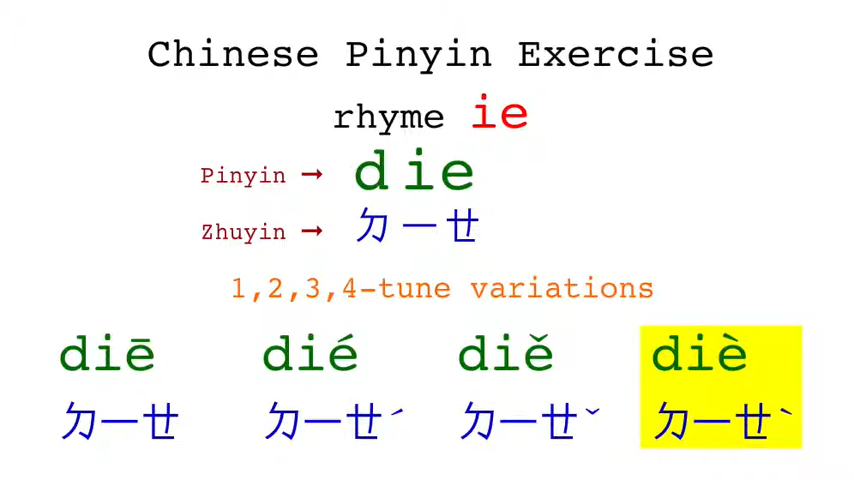 Chinese Pinyin Exercise
rhyme ie
Pinyin → die
Zhuyin → ㄉㄧㄝ
1,2,3,4-tune variations
diē dié diě diè
ㄉㄧㄝ ㄉㄧㄝˊ ㄉㄧㄝˇ ㄉㄧㄝˋ